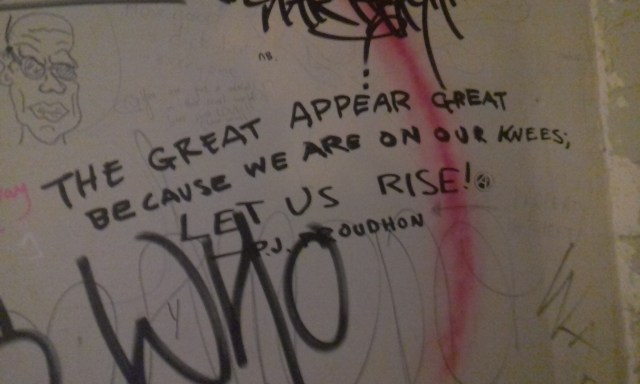 THE GREAT APPEAR GREAT
BECAUSE WE ARE ON OUR KNEES;
LET US RISE!
—P.J. PROUDHON
WHO